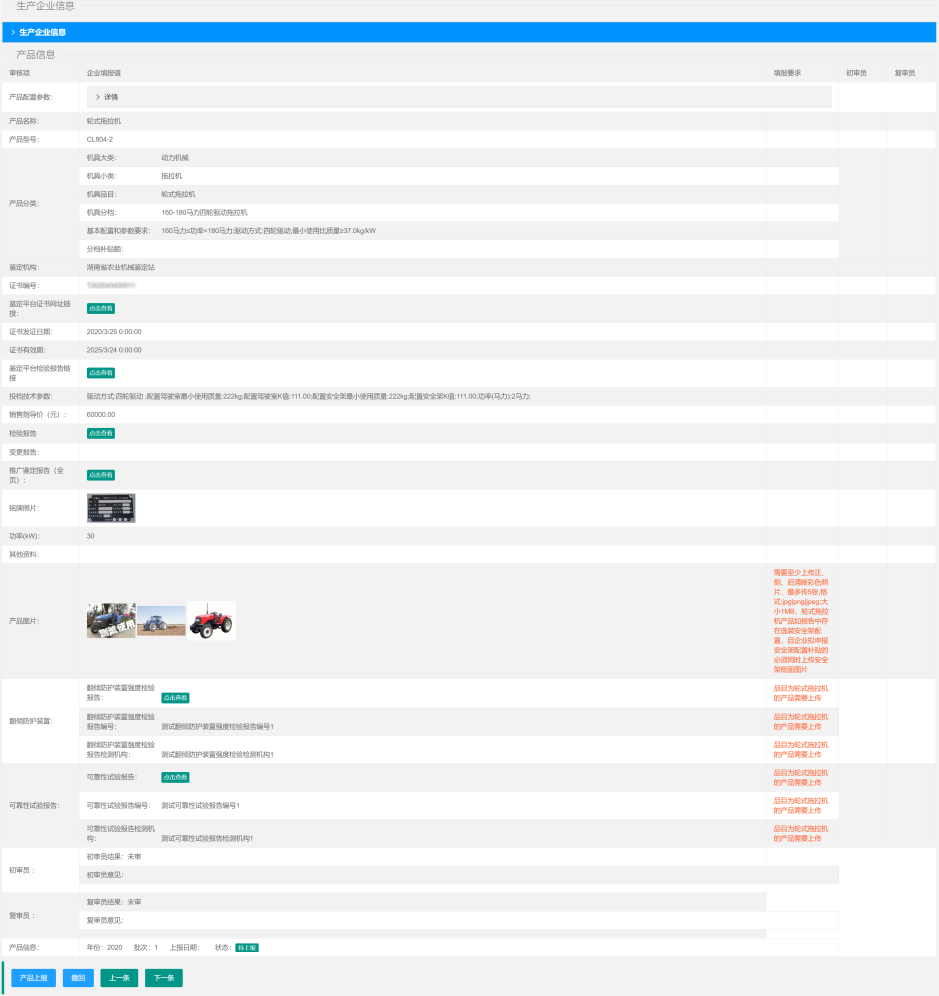 生产企业信息
生产企业信息
产品信息
审核项 企业填报值 填报要求 初审员 复审员
产品配置参数: 详情
产品名称: 轮式拖拉机
产品型号: CL804-2
产品分类:
机具大类: 动力机械
机具小类: 拖拉机
机具品目: 轮式拖拉机
机具分档: 160-180马力四轮驱动拖拉机
基本配置和参数要求: 160马力≤功率<180马力;驱动方式:四轮驱动;最小使用比质量≥37.0kg/kW
分档补贴额:
鉴定机构: 湖南省农业机械鉴定站
证书编号:
鉴定平台证书网址链
接: 点击查看
证书发证日期: 2020/3/25 0:00:00
证书有效期: 2025/3/24 0:00:00
鉴定平台检验报告链
接 点击查看
投档技术参数: 驱动方式:四轮驱动 ;配置驾驶室最小使用质量:222kg;配置驾驶室K值:111.00;配置安全架最小使用质量:222kg;配置安全架K值:111.00;功率(马力):2马力;
销售指导价（元）: 60000.00
检验报告 点击查看
变更报告:
推广鉴定报告（全
页）: 点击查看
铭牌照片:
功率(kW): 30
其他资料:
产品图片:
需要至少上传正、
侧、后清晰彩色照
片，最多传5张,格
式:jpg|png|jpeg;大
小1MB，轮式拖拉
机产品如报告中存
在选装安全架配
置，且企业拟申报
安全架配置补贴的
必须同时上传安全
架侧面图片
翻倾防护装置:
翻倾防护装置强度检验
报告: 点击查看
品目为轮式拖拉机
的产品需要上传
翻倾防护装置强度检验
报告编号: 测试翻倾防护装置强度检验报告编号1
品目为轮式拖拉机
的产品需要上传
翻倾防护装置强度检验
报告检测机构: 测试翻倾防护装置强度检验检测机构1
品目为轮式拖拉机
的产品需要上传
可靠性试验报告:
可靠性试验报告: 点击查看
品目为轮式拖拉机
的产品需要上传
可靠性试验报告编号: 测试可靠性试验报告编号1
品目为轮式拖拉机
的产品需要上传
可靠性试验报告检测机
构: 测试可靠性试验报告检测机构1
品目为轮式拖拉机
的产品需要上传
初审员：
初审员结果: 未审
初审员意见:
复审员：
复审员结果: 未审
复审员意见:
产品信息: 年份: 2020 批次: 1 上报日期: 状态: 待上报
产品上报 撤回 上一条 下一条